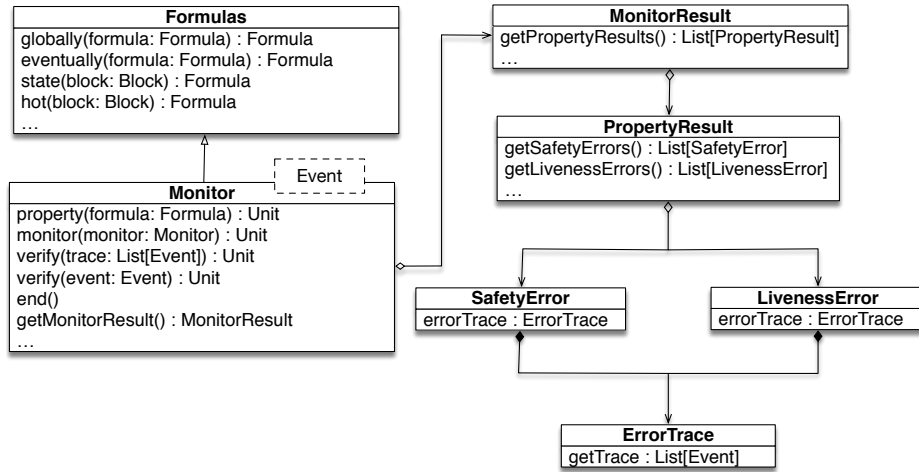 Formulas
globally(formula: Formula) : Formula
eventually(formula: Formula) : Formula
state(block: Block) : Formula
hot(block: Block) : Formula
…
Event
Monitor
property(formula: Formula) : Unit
monitor(monitor: Monitor) : Unit
verify(trace: List[Event]) : Unit
verify(event: Event) : Unit
end()
getMonitorResult() : MonitorResult
…
MonitorResult
getPropertyResults() : List[PropertyResult]
…
PropertyResult
getSafetyErrors() : List[SafetyError]
getLivenessErrors() : List[LivenessError]
…
SafetyError
errorTrace : ErrorTrace
LivenessError
errorTrace : ErrorTrace
ErrorTrace
getTrace : List[Event]